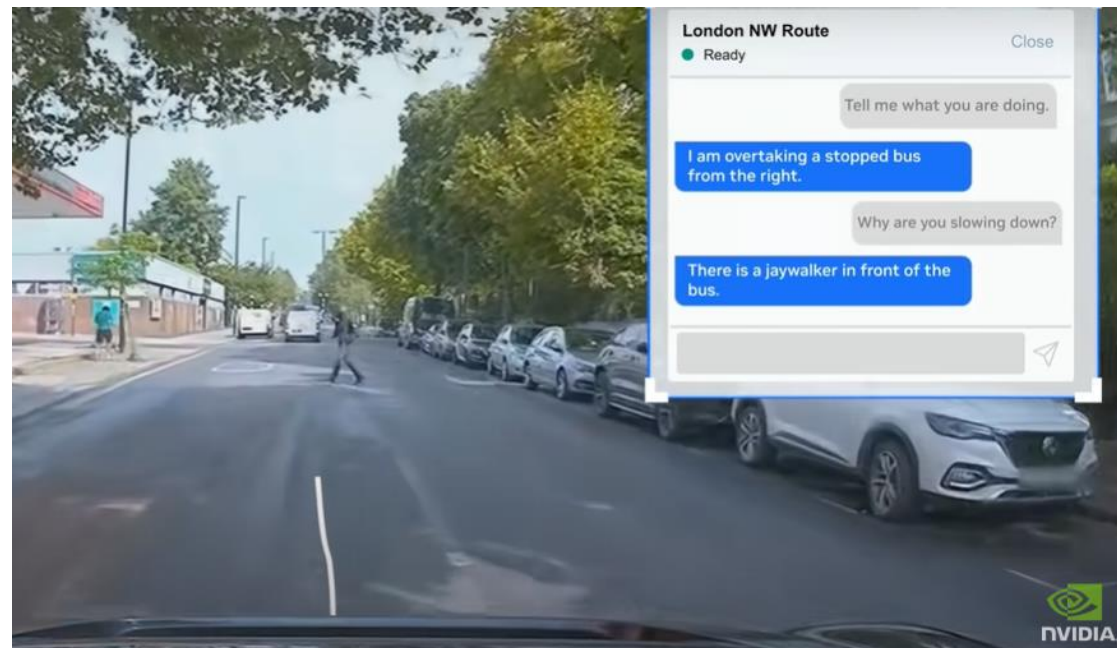 London NW Route
Close
Ready
Tell me what you are doing.
I am overtaking a stopped bus
from the right.
Why are you slowing down?
There is a jaywalker in front of the
bus.
NVIDIA